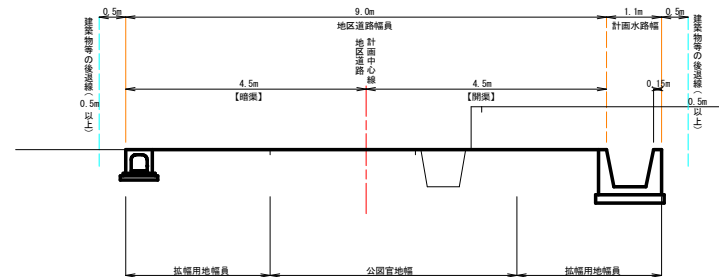 0.5m
9.0m
1.1m
0.5m
地区道路幅員
計画水路幅
建築物等の後退線(0.5m以上)
地区道路
計画中心線
建築物等の後退線(0.5m以上)
4.5m
4.5m
0.15m
【暗渠】
【開渠】
拡幅用地幅員
公図官地幅
拡幅用地幅員